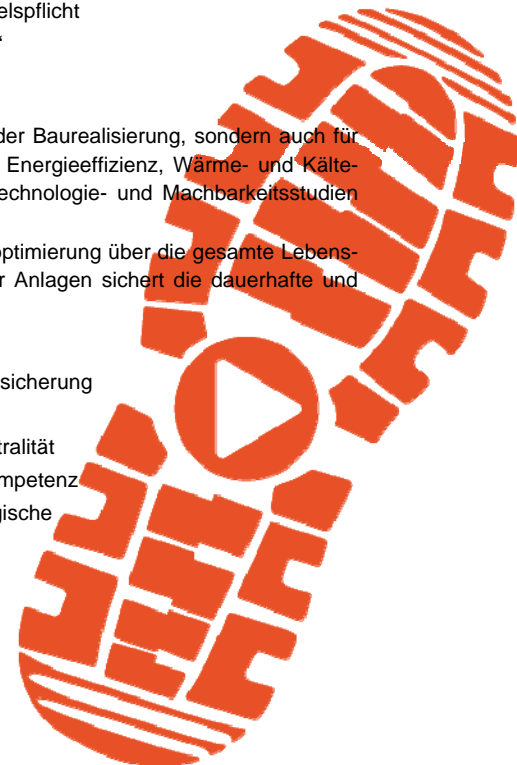 elspflicht
“
der Baurealisierung, sondern auch für
Energieeffizienz, Wärme- und Kälte-
echnologie- und Machbarkeitsstudien
optimierung über die gesamte Lebens-
r Anlagen sichert die dauerhafte und
sicherung
tralität
mpetenz
gische